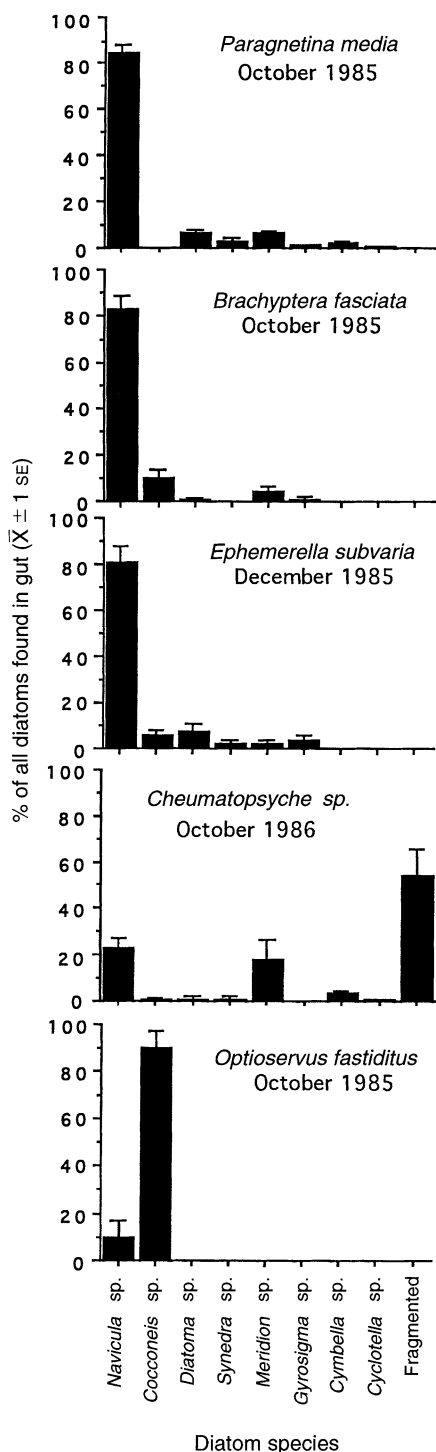 % of all diatoms found in gut (X̄ ± 1 SE)
100
80
60
40
20
0
Paragnetina media
October 1985
100
80
60
40
20
0
Brachyptera fasciata
October 1985
100
80
60
40
20
0
Ephemerella subvaria
December 1985
100
80
60
40
20
0
Cheumatopsyche sp.
October 1986
100
80
60
40
20
0
Optioservus fastiditus
October 1985
Navicula sp.
Cocconeis sp.
Diatoma sp.
Synedra sp.
Meridion sp.
Gyrosigma sp.
Cymbella sp.
Cyclotella sp.
Fragmented
Diatom species